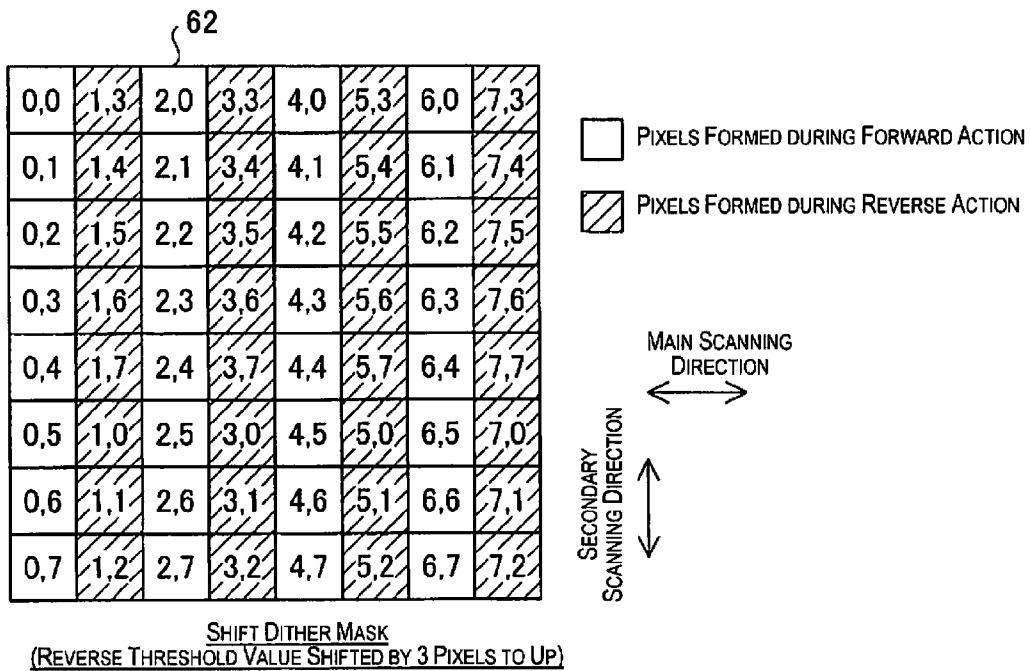 62
0,0 1,3 2,0 3,3 4,0 5,3 6,0 7,3
0,1 1,4 2,1 3,4 4,1 5,4 6,1 7,4
0,2 1,5 2,2 3,5 4,2 5,5 6,2 7,5
0,3 1,6 2,3 3,6 4,3 5,6 6,3 7,6
0,4 1,7 2,4 3,7 4,4 5,7 6,4 7,7
0,5 1,0 2,5 3,0 4,5 5,0 6,5 7,0
0,6 1,1 2,6 3,1 4,6 5,1 6,6 7,1
0,7 1,2 2,7 3,2 4,7 5,2 6,7 7,2
PIXELS FORMED DURING FORWARD ACTION
PIXELS FORMED DURING REVERSE ACTION
MAIN SCANNING
DIRECTION
SECONDARY
SCANNING DIRECTION
SHIFT DITHER MASK
(REVERSE THRESHOLD VALUE SHIFTED BY 3 PIXELS TO UP)